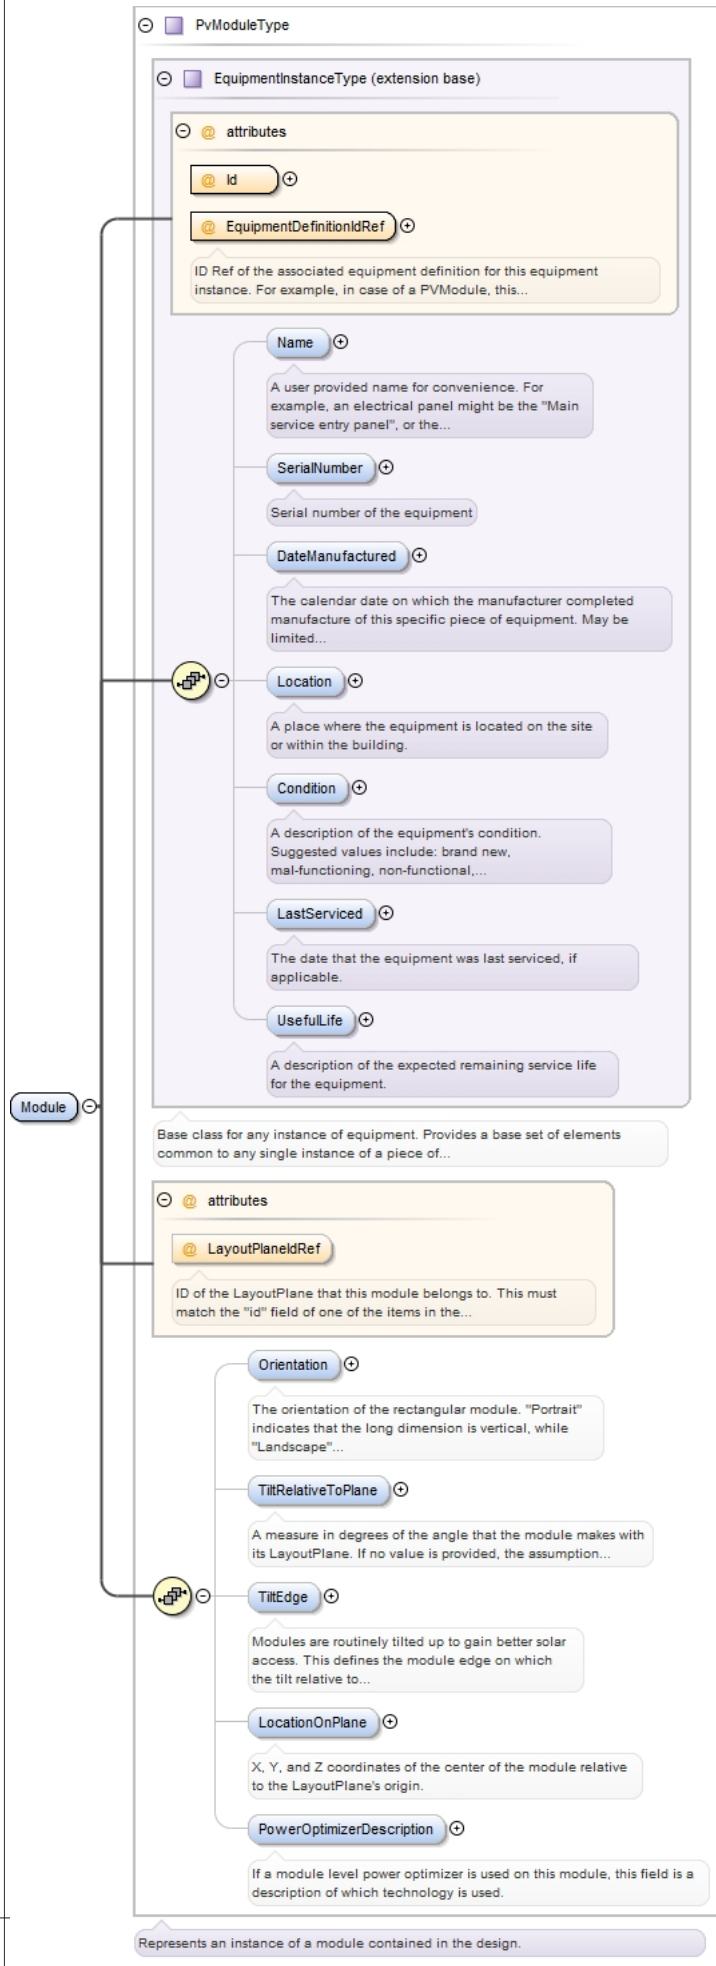 PvModuleType
EquipmentInstanceType (extension base)
@ attributes
@ Id
@ EquipmentDefinitionIdRef
ID Ref of the associated equipment definition for this equipment
instance. For example, in case of a PVModule, this...
Name
A user provided name for convenience. For
example, an electrical panel might be the "Main
service entry panel", or the...
SerialNumber
Serial number of the equipment
DateManufactured
The calendar date on which the manufacturer completed
manufacture of this specific piece of equipment. May be
limited...
Location
A place where the equipment is located on the site
or within the building.
Condition
A description of the equipment's condition.
Suggested values include: brand new,
mal-functioning, non-functional,...
LastServiced
The date that the equipment was last serviced, if
applicable.
UsefulLife
A description of the expected remaining service life
for the equipment.
Module
Base class for any instance of equipment. Provides a base set of elements
common to any single instance of a piece of...
@ attributes
@ LayoutPlaneIdRef
ID of the LayoutPlane that this module belongs to. This must
match the "id" field of one of the items in the...
Orientation
The orientation of the rectangular module. "Portrait"
indicates that the long dimension is vertical, while
"Landscape"...
TiltRelativeToPlane
A measure in degrees of the angle that the module makes with
its LayoutPlane. If no value is provided, the assumption...
TiltEdge
Modules are routinely tilted up to gain better solar
access. This defines the module edge on which
the tilt relative to...
LocationOnPlane
X, Y, and Z coordinates of the center of the module relative
to the LayoutPlane's origin.
PowerOptimizerDescription
If a module level power optimizer is used on this module, this field is a
description of which technology is used.
Represents an instance of a module contained in the design.